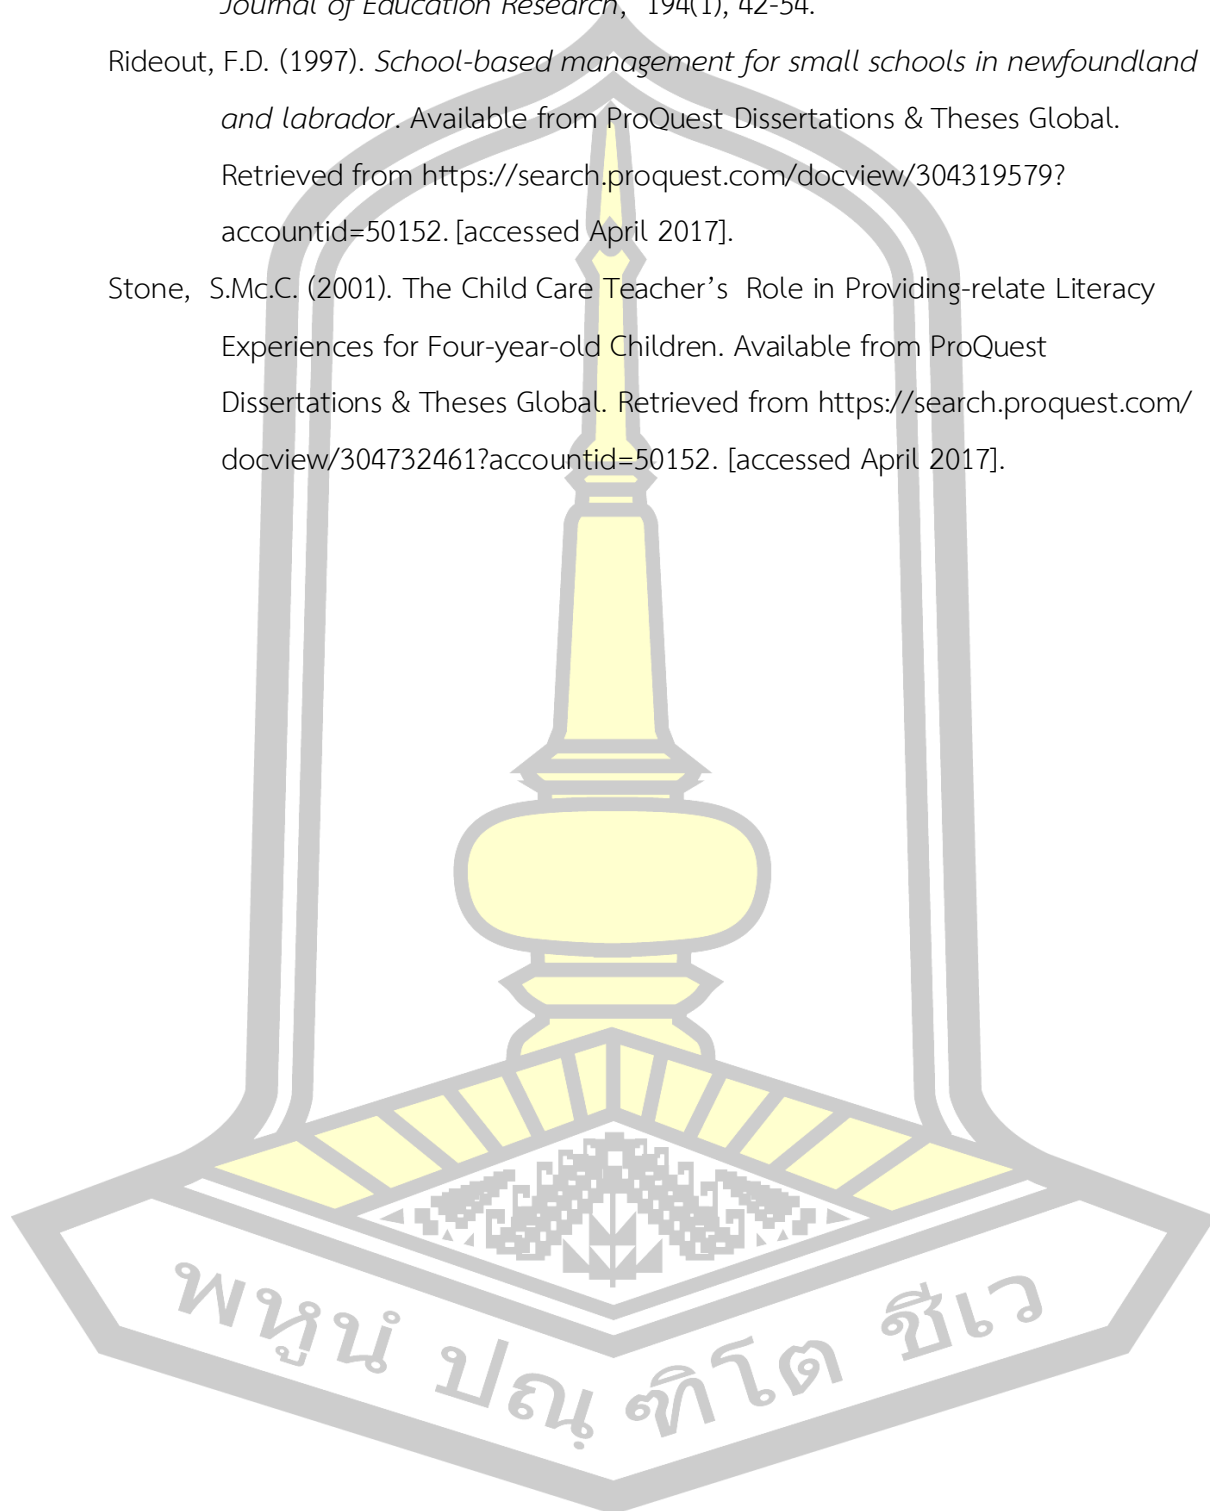 Journal of Education Research, 194(1), 42-54.
Rideout, F.D. (1997). School-based management for small schools in newfoundland
and labrador. Available from ProQuest Dissertations & Theses Global.
Retrieved from https://search.proquest.com/docview/304319579?
accountid=50152. [accessed April 2017].
Stone, S.Mc.C. (2001). The Child Care Teacher’s Role in Providing-relate Literacy
Experiences for Four-year-old Children. Available from ProQuest
Dissertations & Theses Global. Retrieved from https://search.proquest.com/
docview/304732461?accountid=50152. [accessed April 2017].
พหูนํ ปณฺฑิโต ชีเว